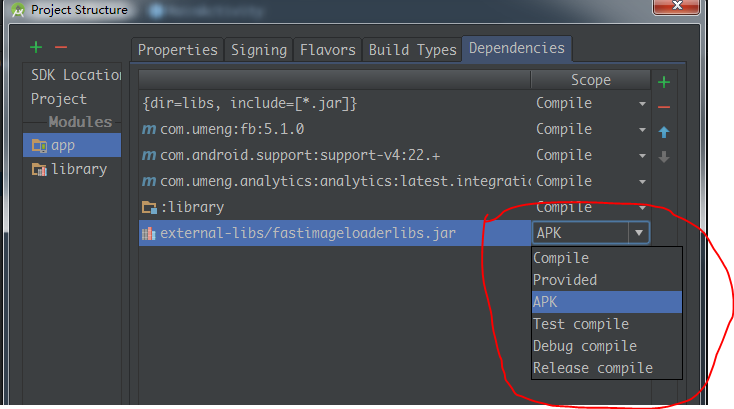 Project Structure
Properties Signing Flavors Build Types Dependencies
SDK Locatio
Project
Modules
app
library
Scope
{dir=libs, include=[*.jar]} Compile
m com.umeng:fb:5.1.0 Compile
m com.android.support:support-v4:22.+ Compile
m com.umeng.analytics:analytics:latest.integratio Compile
:library Compile
external-libs/fastimageloaderlibs.jar APK
Compile
Provided
APK
Test compile
Debug compile
Release compile